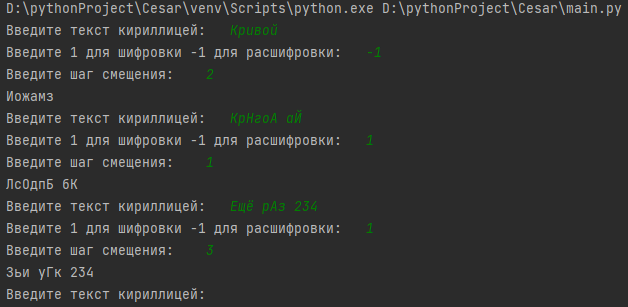 D:\pythonProject\Cesar\venv\Scripts\python.exe D:\pythonProject\Cesar\main.py
Введите текст кириллицей: Кривой
Введите 1 для шифровки -1 для расшифровки: -1
Введите шаг смещения: 2
Иожамз
Введите текст кириллицей: КрНгоА аЙ
Введите 1 для шифровки -1 для расшифровки: 1
Введите шаг смещения: 1
ЛсОдпБ бК
Введите текст кириллицей: Ещё рАз 234
Введите 1 для шифровки -1 для расшифровки: 1
Введите шаг смещения: 3
Зьи уГк 234
Введите текст кириллицей: